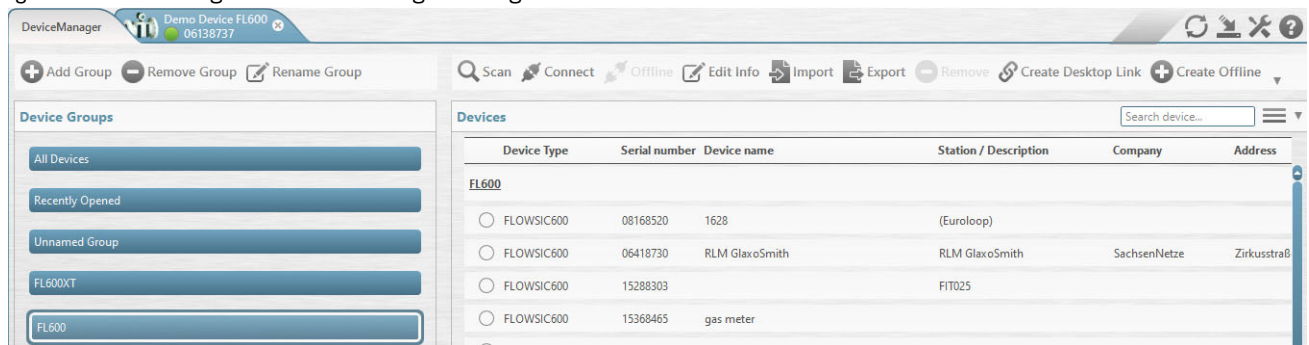 DeviceManager
Demo Device FL600
06138737
Add Group Remove Group Rename Group
Scan Connect Offline Edit Info Import Export Remove Create Desktop Link Create Offline
Device Groups
All Devices
Recently Opened
Unnamed Group
FL600XT
FL600
Devices Search device...
Device Type Serial number Device name Station / Description Company Address
FL600
FLOWSIC600 08168520 1628 (Euroloop)
FLOWSIC600 06418730 RLM GlaxoSmith RLM GlaxoSmith SachsenNetze Zirkusstraß
FLOWSIC600 15288303 FIT025
FLOWSIC600 15368465 gas meter